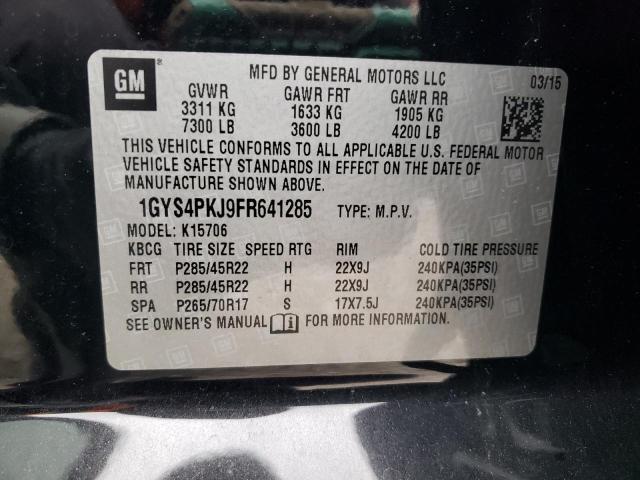 GM
®
MFD BY GENERAL MOTORS LLC
03/15
GVWR GAWR FRT GAWR RR
3311 KG 1633 KG 1905 KG
7300 LB 3600 LB 4200 LB
THIS VEHICLE CONFORMS TO ALL APPLICABLE U.S. FEDERAL MOTOR
VEHICLE SAFETY STANDARDS IN EFFECT ON THE DATE OF
MANUFACTURE SHOWN ABOVE.
1GYS4PKJ9FR641285 TYPE: M.P.V.
MODEL: K15706
KBCG TIRE SIZE SPEED RTG RIM COLD TIRE PRESSURE
FRT P285/45R22 H 22X9J 240KPA(35PSI)
RR P285/45R22 H 22X9J 240KPA(35PSI)
SPA P265/70R17 S 17X7.5J 240KPA(35PSI)
SEE OWNER'S MANUAL FOR MORE INFORMATION.